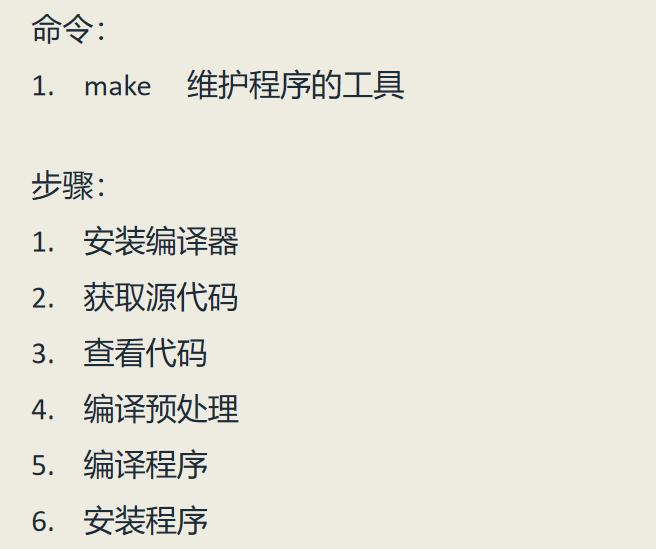 命令：
1. make 维护程序的工具
步骤：
1. 安装编译器
2. 获取源代码
3. 查看代码
4. 编译预处理
5. 编译程序
6. 安装程序